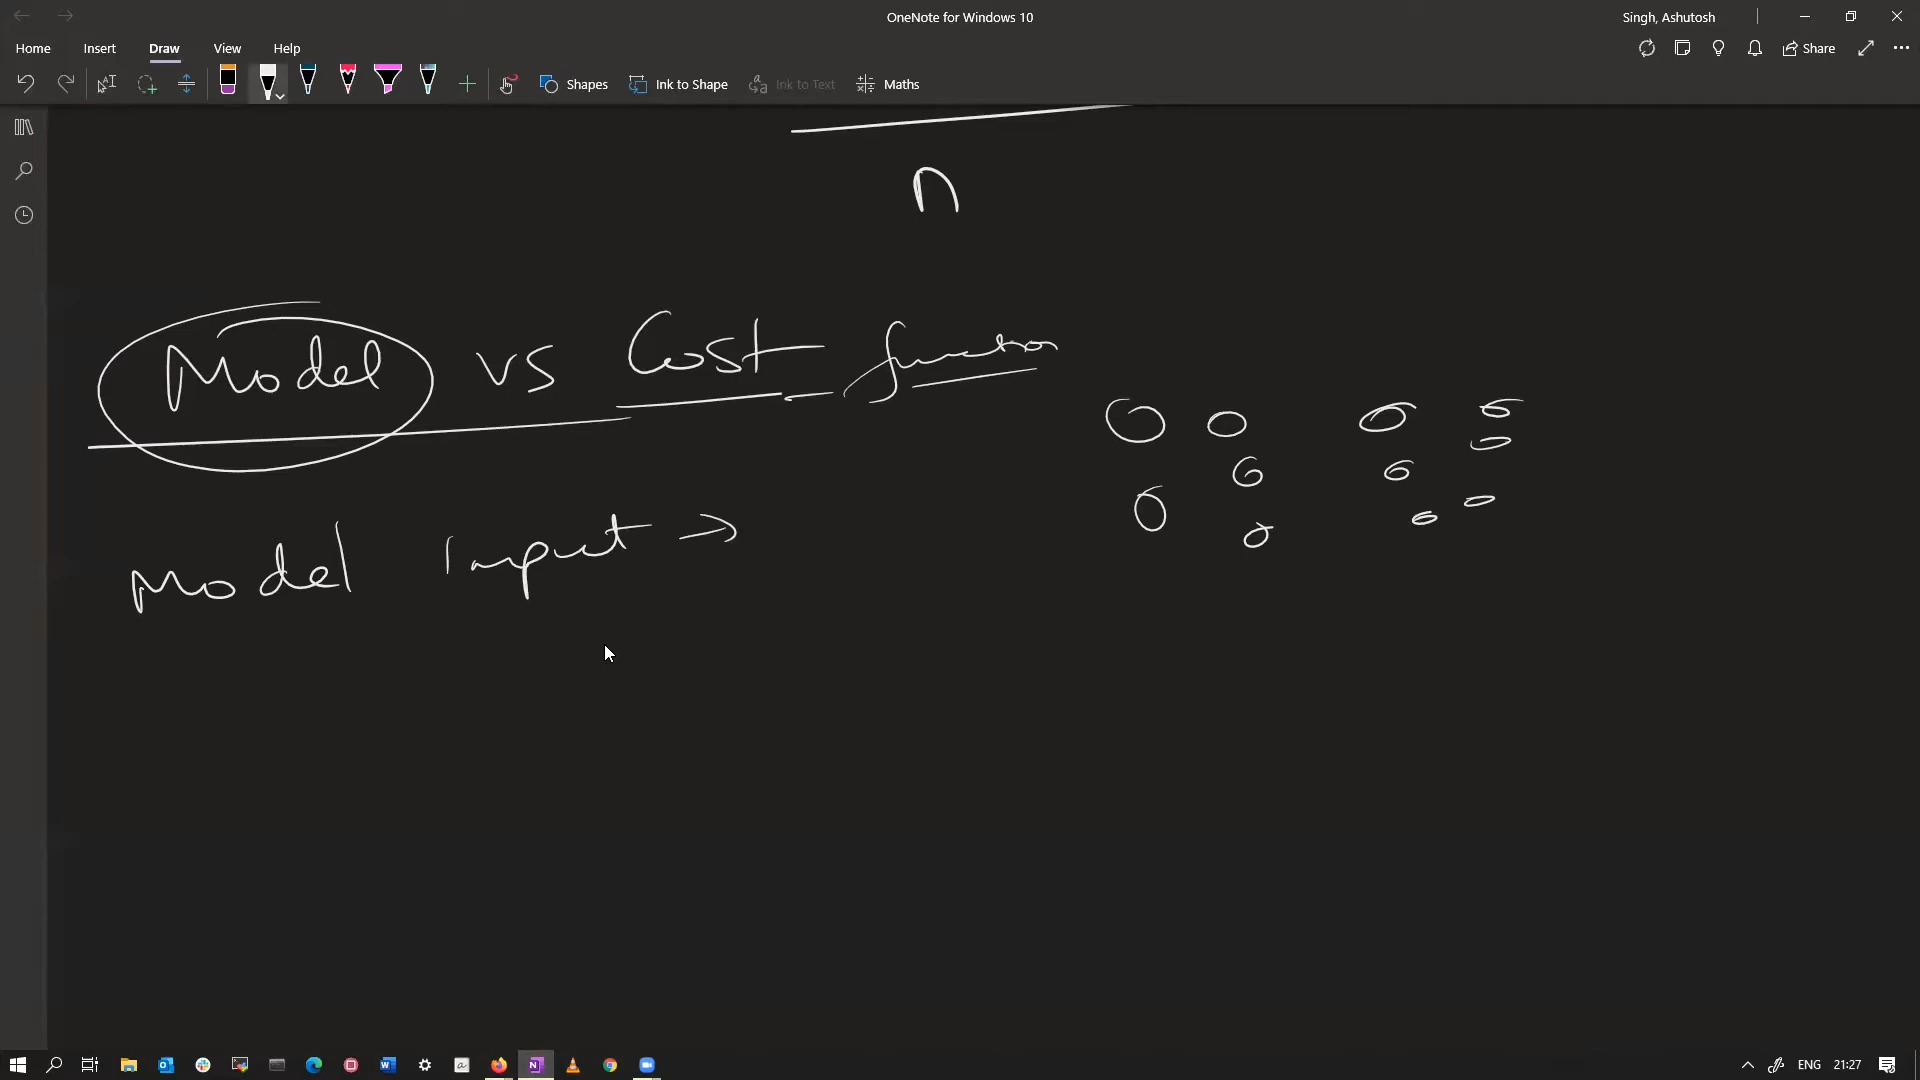 OneNote for Windows 10
Singh, Ashutosh
Home Insert Draw View Help
Share
Shapes Ink to Shape Ink to Text Maths
n
Model vs Cost function
Model Input →
ENG 21:27